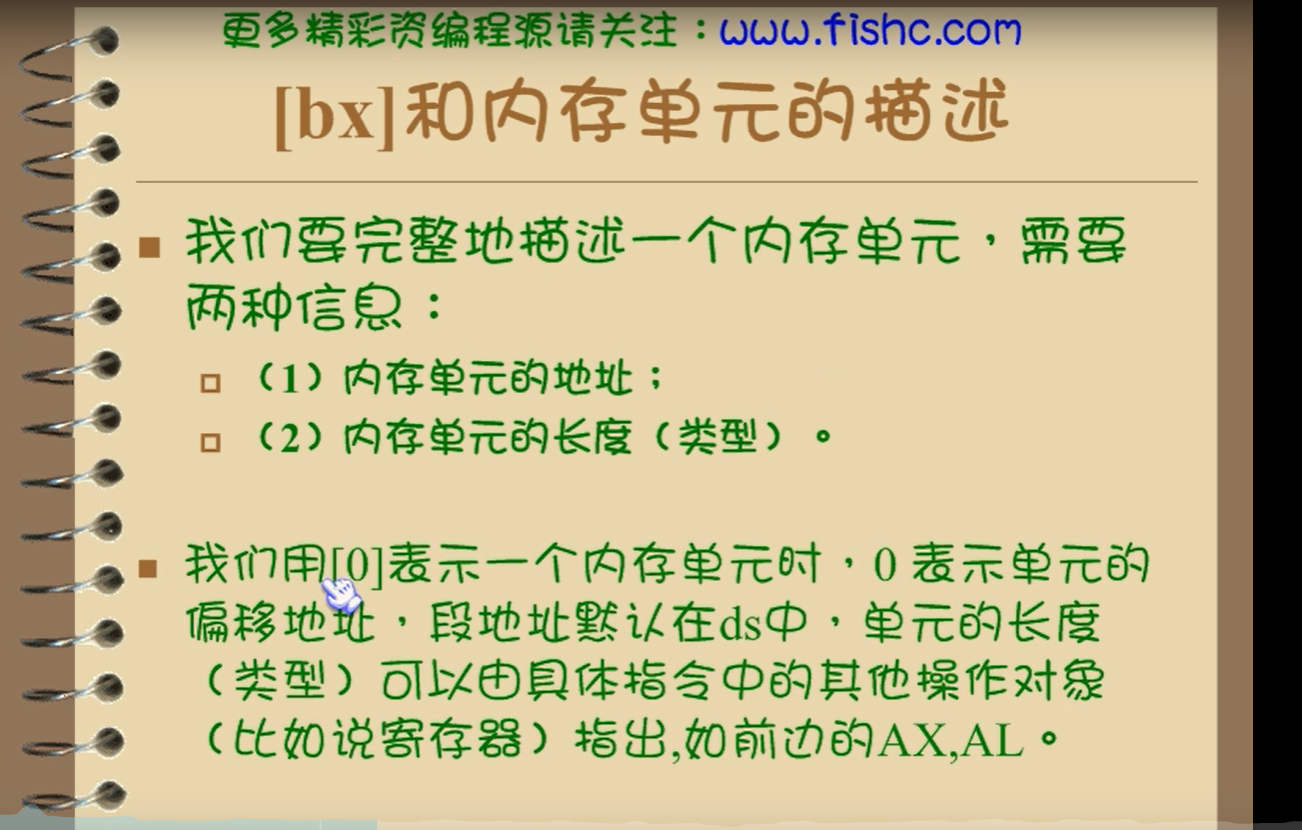 更多精彩资编程源请关注：www.fishc.com
[bx]和内存单元的描述
我们要完整地描述一个内存单元，需要
两种信息：
（1）内存单元的地址；
（2）内存单元的长度（类型）。
我们用[0]表示一个内存单元时，0 表示单元的
偏移地址，段地址默认在ds中，单元的长度
（类型）可以由具体指令中的其他操作对象
（比如说寄存器）指出,如前边的AX,AL。